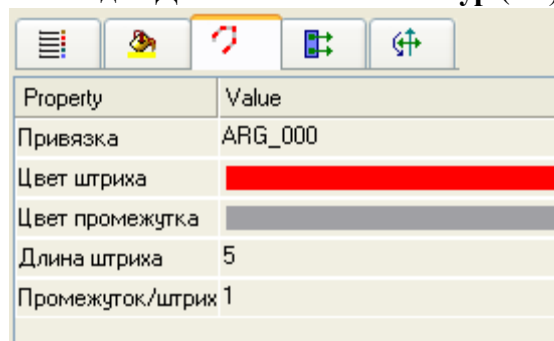 Property Value
Привязка ARG_000
Цвет штриха
Цвет промежутка
Длина штриха 5
Промежуток/штрих 1